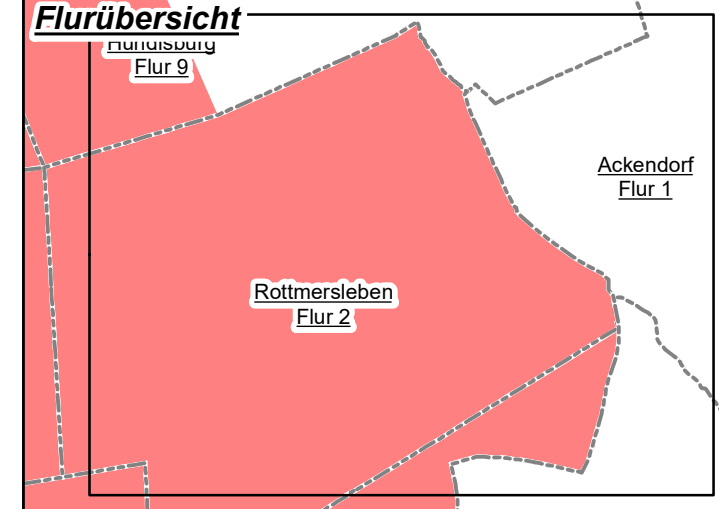 Flurübersicht
Hundisburg
Flur 9
Ackendorf
Flur 1
Rottmersleben
Flur 2